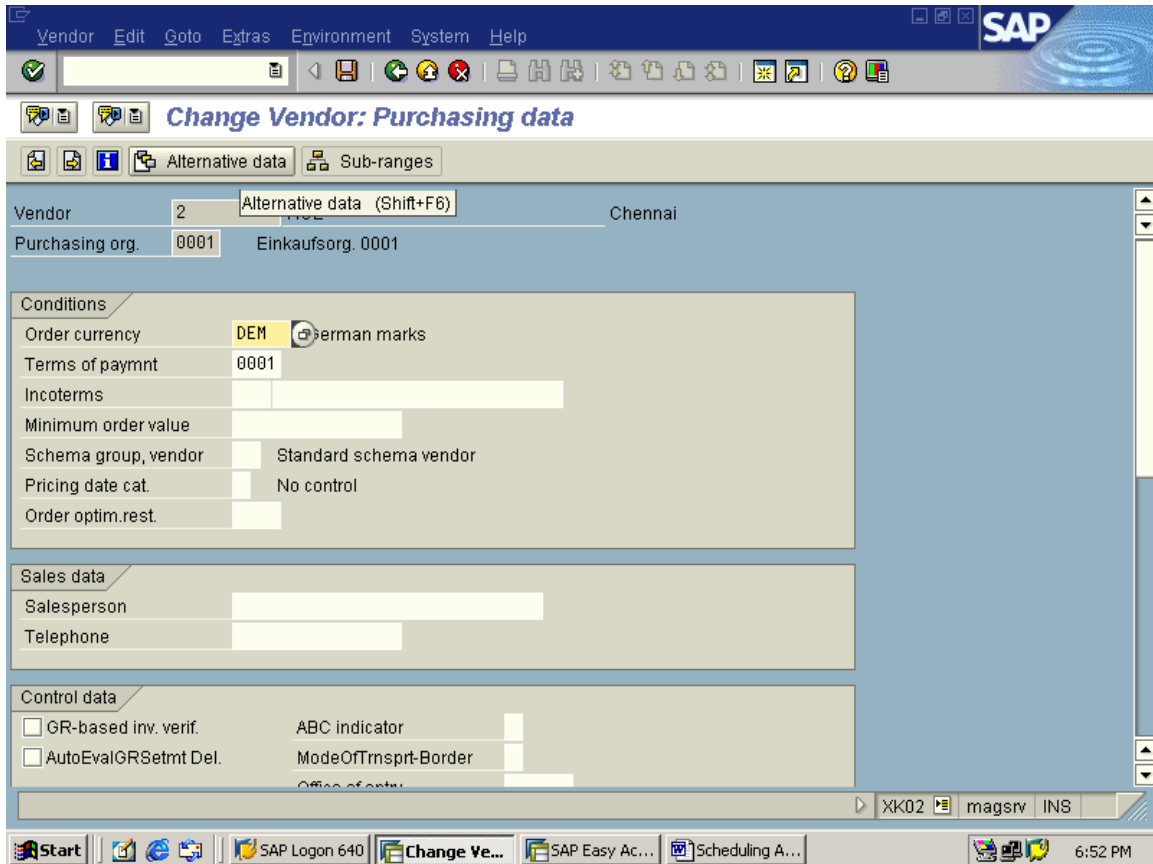 Vendor Edit Goto Extras Environment System Help
SAP
Change Vendor: Purchasing data
Alternative data Sub-ranges
Vendor 2 Chennai
Alternative data (Shift+F6)
Purchasing org. 0001 Einkaufsorg. 0001
Conditions
Order currency DEM German marks
Terms of paymnt 0001
Incoterms
Minimum order value
Schema group, vendor Standard schema vendor
Pricing date cat. No control
Order optim.rest.
Sales data
Salesperson
Telephone
Control data
GR-based inv. verif. ABC indicator
AutoEvalGRSetmt Del. ModeOfTrnsprt-Border
Office of entry
XK02 magsrv INS
Start SAP Logon 640 Change Ve... SAP Easy Ac... Scheduling A... 6:52 PM